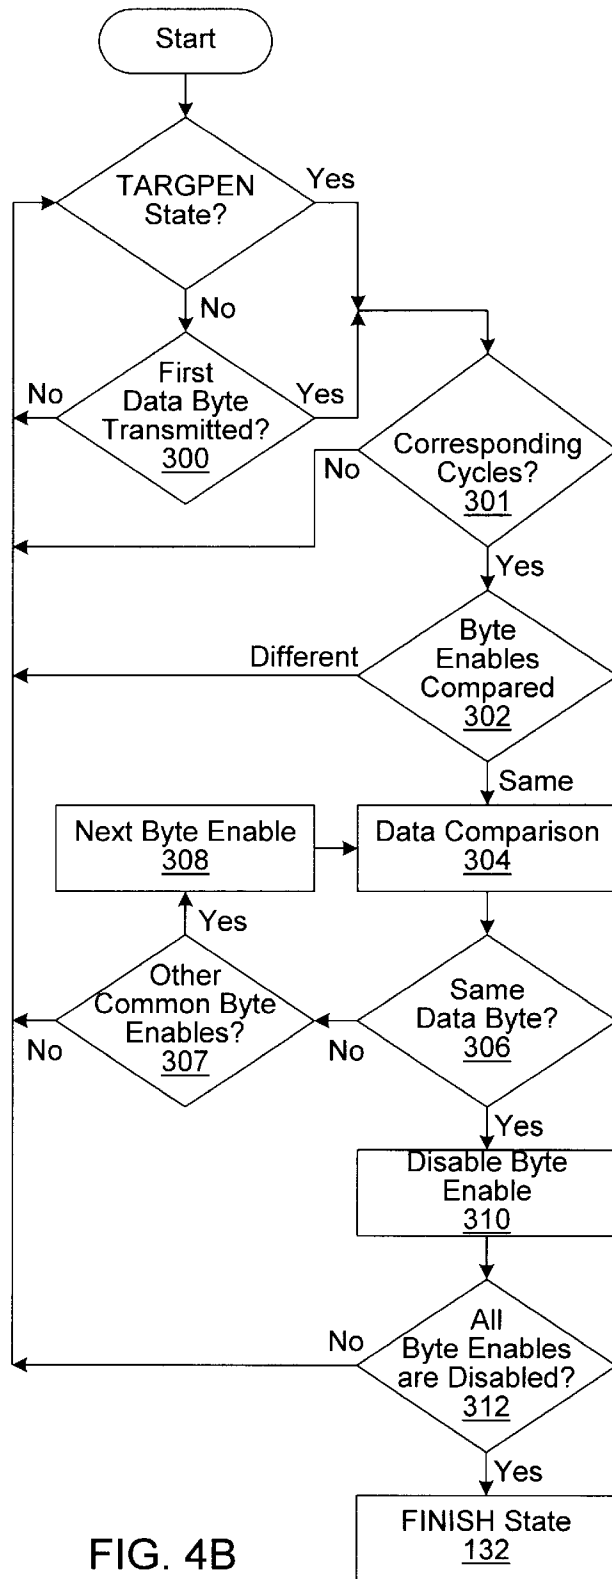 Start
TARGPEN
State?
Yes
No
First
Data Byte
Transmitted?
300
No
Yes
Corresponding
Cycles?
301
No
Yes
Byte
Enables
Compared
302
Different
Same
Next Byte Enable
308
Data Comparison
304
Yes
Other
Common Byte
Enables?
307
No
Same
Data Byte?
306
No
Yes
Disable Byte
Enable
310
All
Byte Enables
are Disabled?
312
No
Yes
FINISH State
132
FIG. 4B